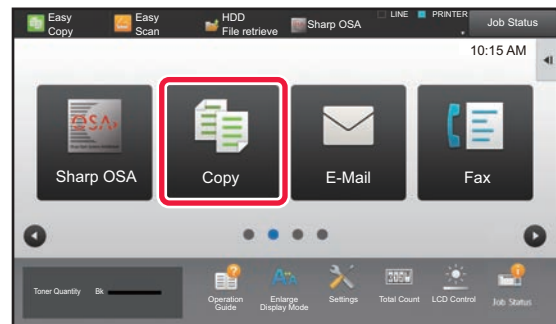 Easy
Copy
Easy
Scan
HDD
File retrieve
Sharp OSA
LINE
PRINTER
Job Status
10:15 AM
OSA
Sharp OSA
Copy
E-Mail
Fax
Toner Quantity
Bk
Operation
Guide
Enlarge
Display Mode
Settings
Total Count
LCD Control
Job Status